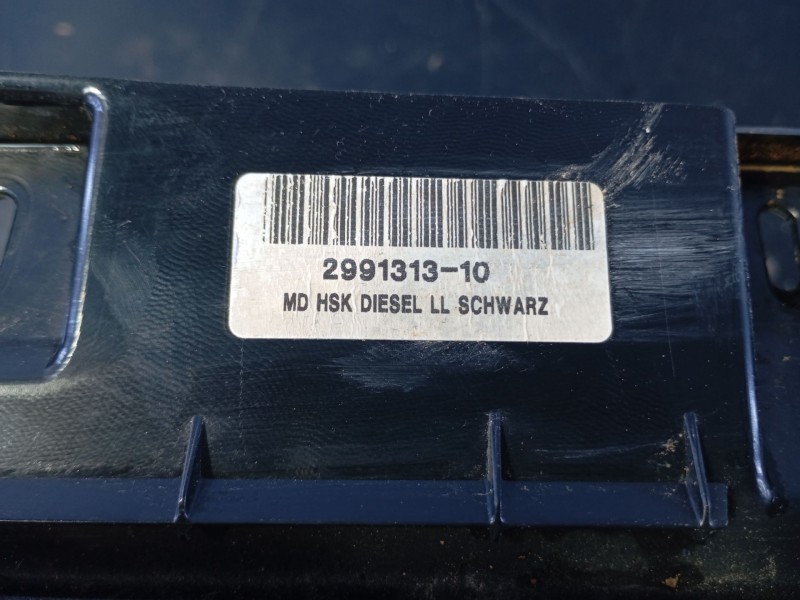 2991313-10
MD HSK DIESEL LL SCHWARZ